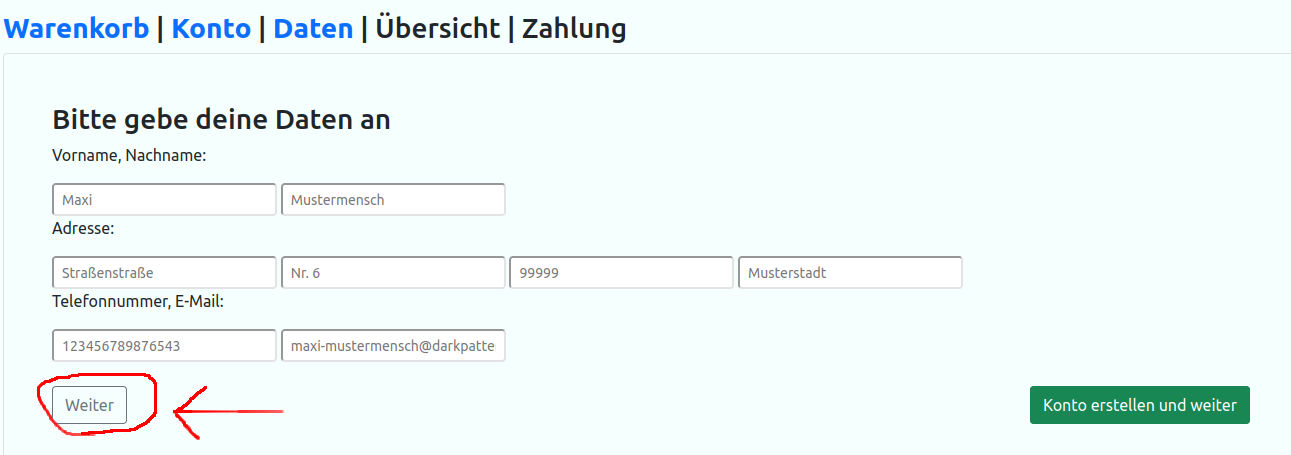 Warenkorb | Konto | Daten | Übersicht | Zahlung
Bitte gebe deine Daten an
Vorname, Nachname:
Maxi Mustermensch
Adresse:
Straßenstraße Nr. 6 99999 Musterstadt
Telefonnummer, E-Mail:
123456789876543 maxi-mustermensch@darkpatte
Weiter Konto erstellen und weiter